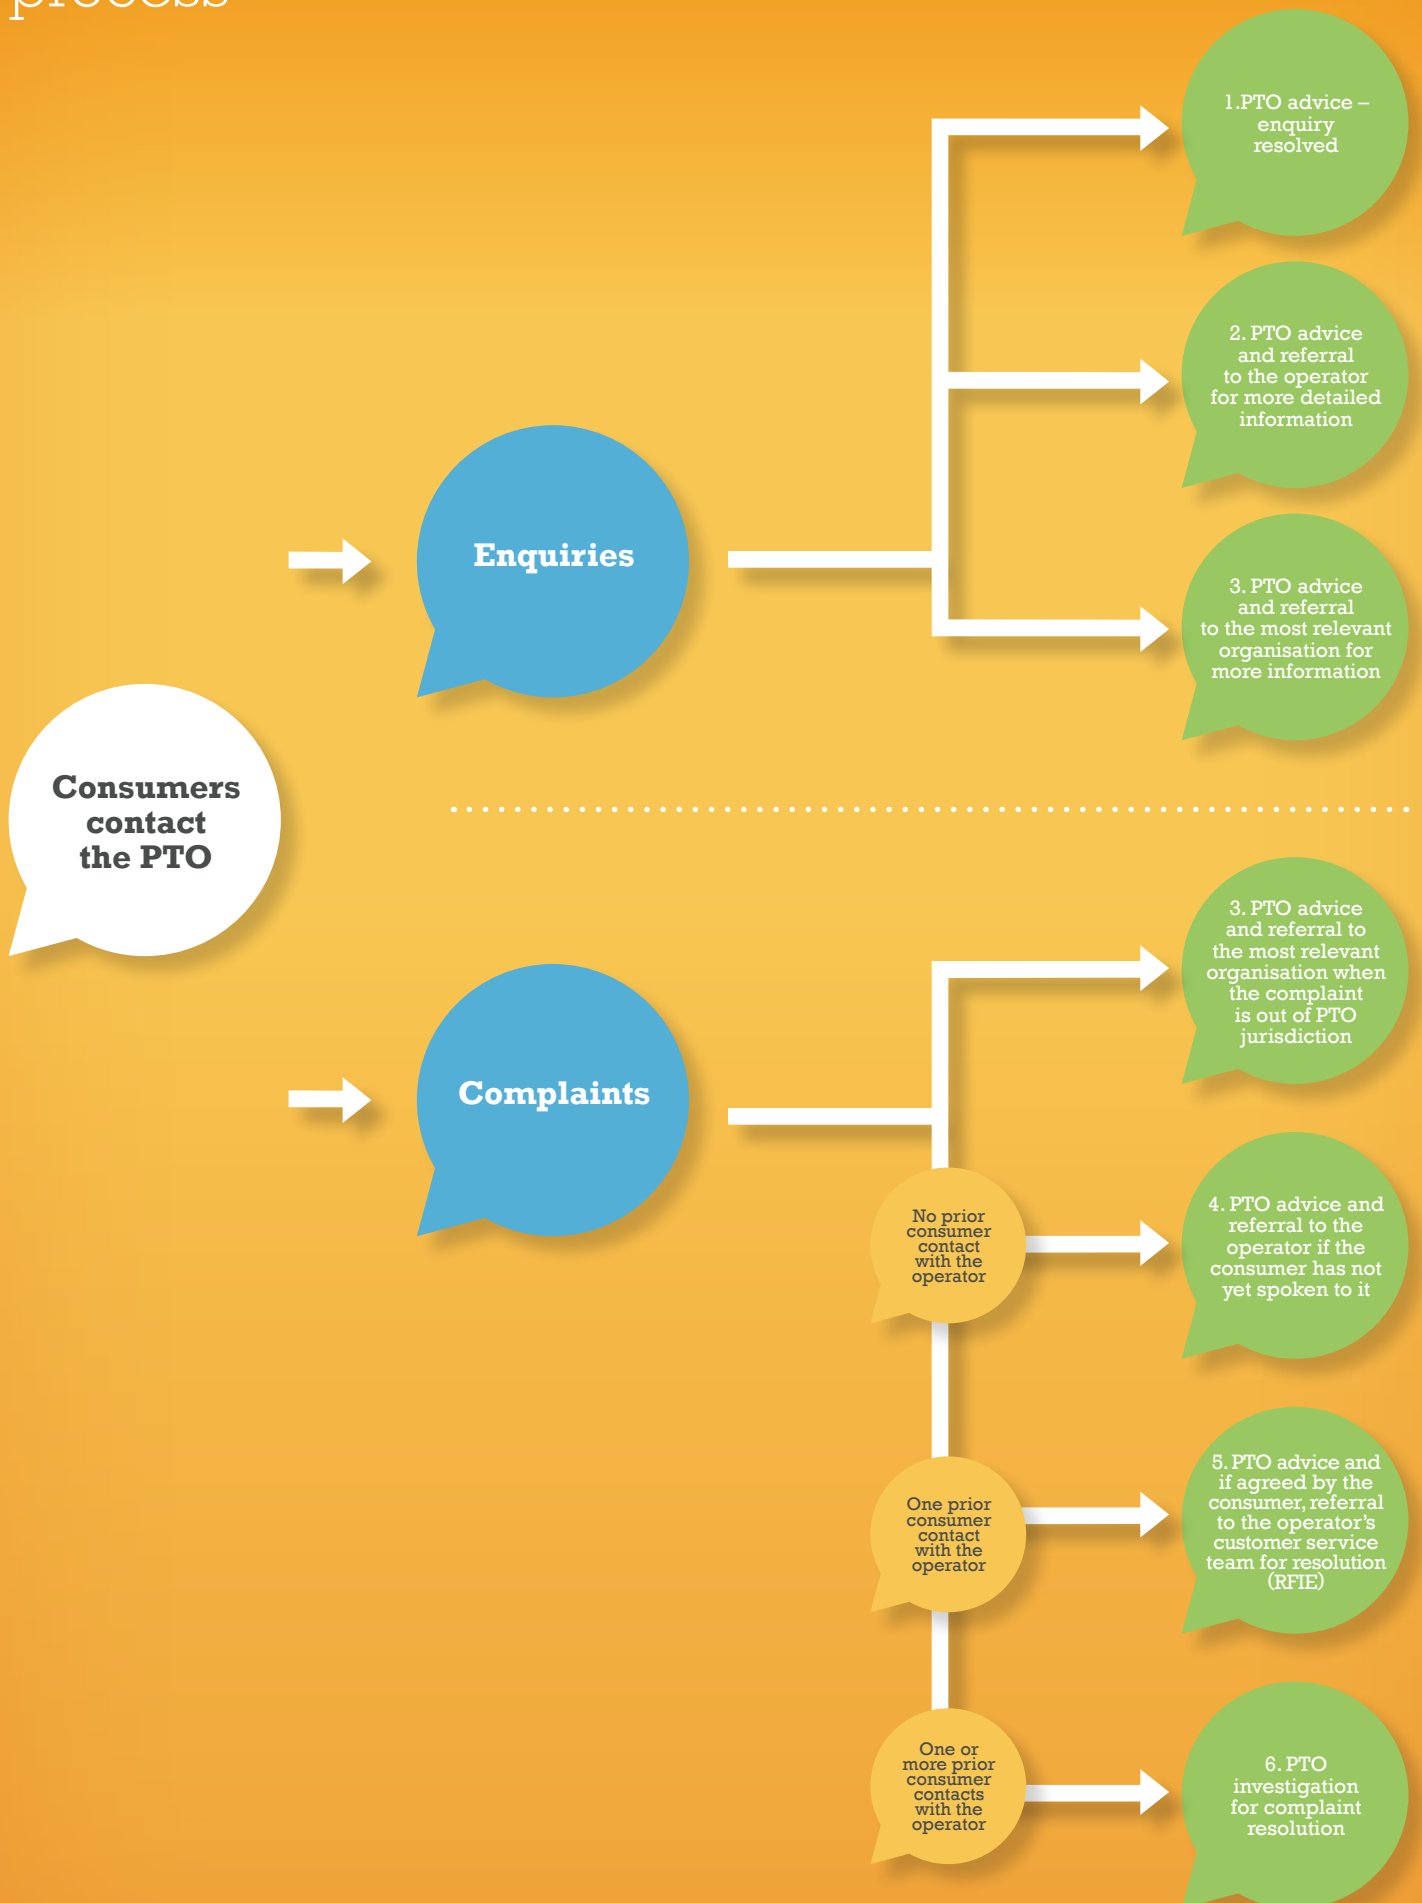 process
1.PTO advice –
enquiry
resolved
2. PTO advice
and referral
to the operator
for more detailed
information
Enquiries
3. PTO advice
and referral
to the most relevant
organisation for
more information
Consumers
contact
the PTO
3. PTO advice
and referral to
the most relevant
organisation when
the complaint
is out of PTO
jurisdiction
Complaints
No prior
consumer
contact
with the
operator
4. PTO advice and
referral to the
operator if the
consumer has not
yet spoken to it
One prior
consumer
contact
with the
operator
5. PTO advice and
if agreed by the
consumer, referral
to the operator’s
customer service
team for resolution
(RFIE)
One or
more prior
consumer
contacts
with the
operator
6. PTO
investigation
for complaint
resolution